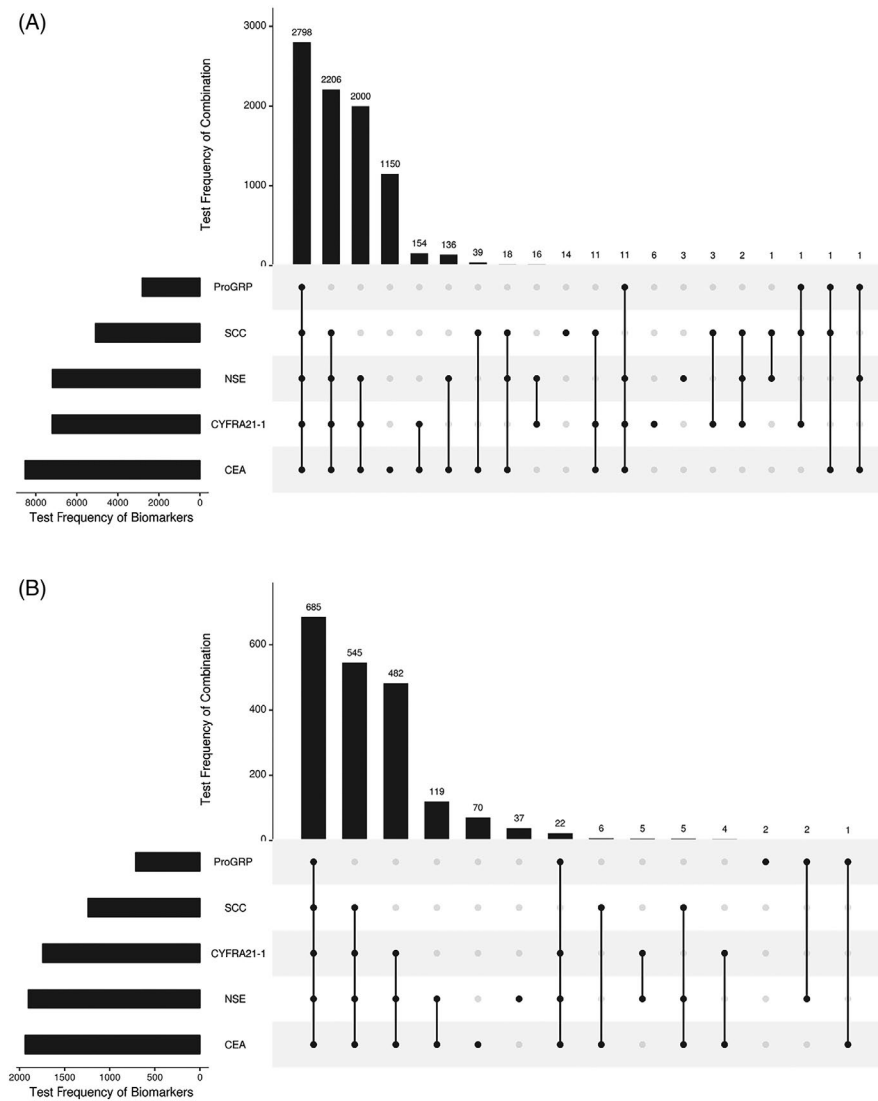 (A)
3000
2000
1000
0
Test Frequency of Combination
2798
2206
2000
1150
154
136
39
18
16
14
11
11
6
3
3
2
1
1
1
1
ProGRP
SCC
NSE
CYFRA21-1
CEA
8000 6000 4000 2000 0
Test Frequency of Biomarkers
(B)
600
400
200
0
Test Frequency of Combination
685
545
482
119
70
37
22
6
5
5
4
2
2
1
ProGRP
SCC
CYFRA21-1
NSE
CEA
2000 1500 1000 500 0
Test Frequency of Biomarkers